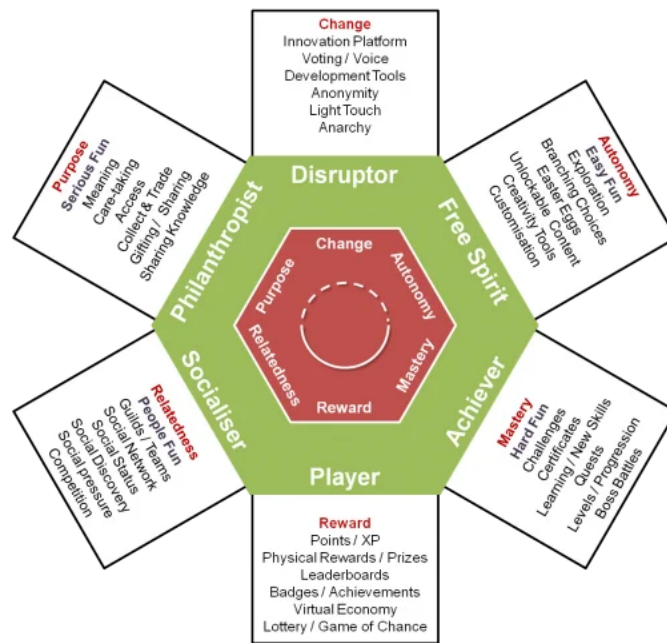 Change
Innovation Platform
Voting / Voice
Development Tools
Anonymity
Light Touch
Anarchy
Purpose
Serious Fun
Meaning
Care-taking
Access
Collect & Trade
Gifting / Sharing
Sharing Knowledge
Autonomy
Easy Fun
Exploration
Branching Choices
Easter Eggs
Unlockable Content
Creativity Tools
Customisation
Disruptor
Philanthropist
Free Spirit
Change
Purpose
Autonomy
Relatedness
Mastery
Reward
Socialiser
Achiever
Player
Relatedness
People Fun
Guilds / Teams
Social Network
Social Status
Social Discovery
Social pressure
Competition
Mastery
Hard Fun
Challenges
Certificates
Learning / New Skills
Quests
Levels / Progression
Boss Battles
Reward
Points / XP
Physical Rewards / Prizes
Leaderboards
Badges / Achievements
Virtual Economy
Lottery / Game of Chance